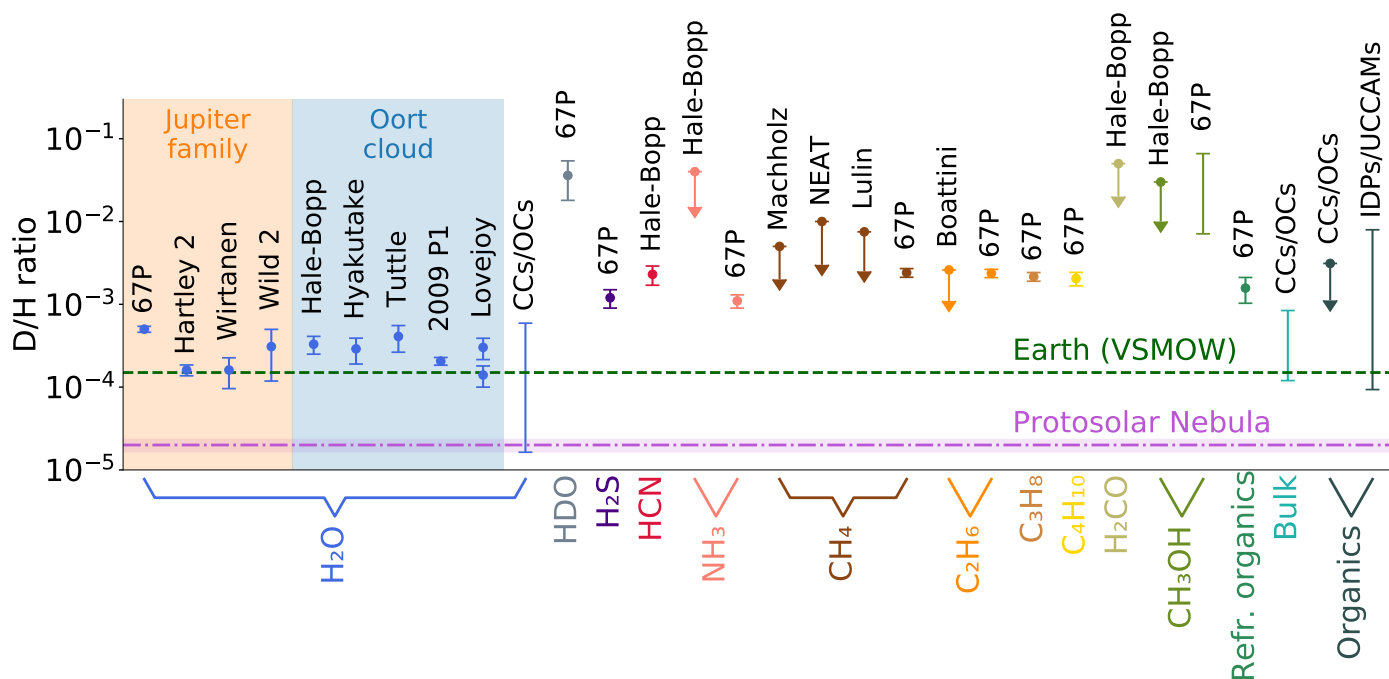 D/H ratio
10⁻¹
10⁻²
10⁻³
10⁻⁴
10⁻⁵
Jupiter
family
Oort
cloud
67P
Hartley 2
Wirtanen
Wild 2
Hale-Bopp
Hyakutake
Tuttle
2009 P1
Lovejoy
CCs/OCs
67P
67P
Hale-Bopp
Hale-Bopp
67P
Machholz
NEAT
Lulin
67P
Boattini
67P
67P
67P
Hale-Bopp
Hale-Bopp
67P
67P
CCs/OCs
CCs/OCs
IDPs/UCCAMs
Earth (VSMOW)
Protosolar Nebula
H₂O
HDO
H₂S
HCN
NH₃
CH₄
C₂H₆
C₃H₈
C₄H₁₀
H₂CO
CH₃OH
Refr. organics
Bulk
Organics